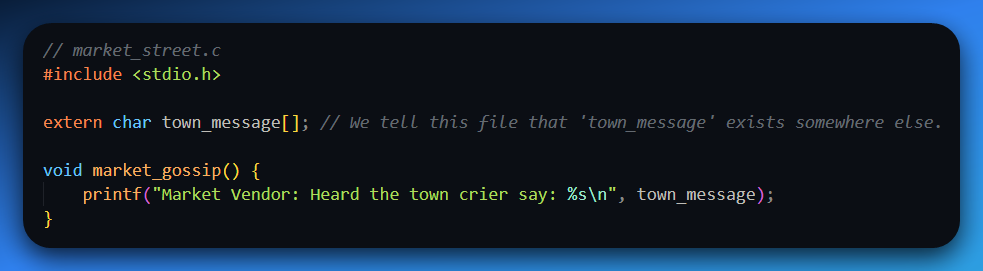 // market_street.c
#include <stdio.h>
extern char town_message[]; // We tell this file that 'town_message' exists somewhere else.
void market_gossip() {
    printf("Market Vendor: Heard the town crier say: %s\n", town_message);
}